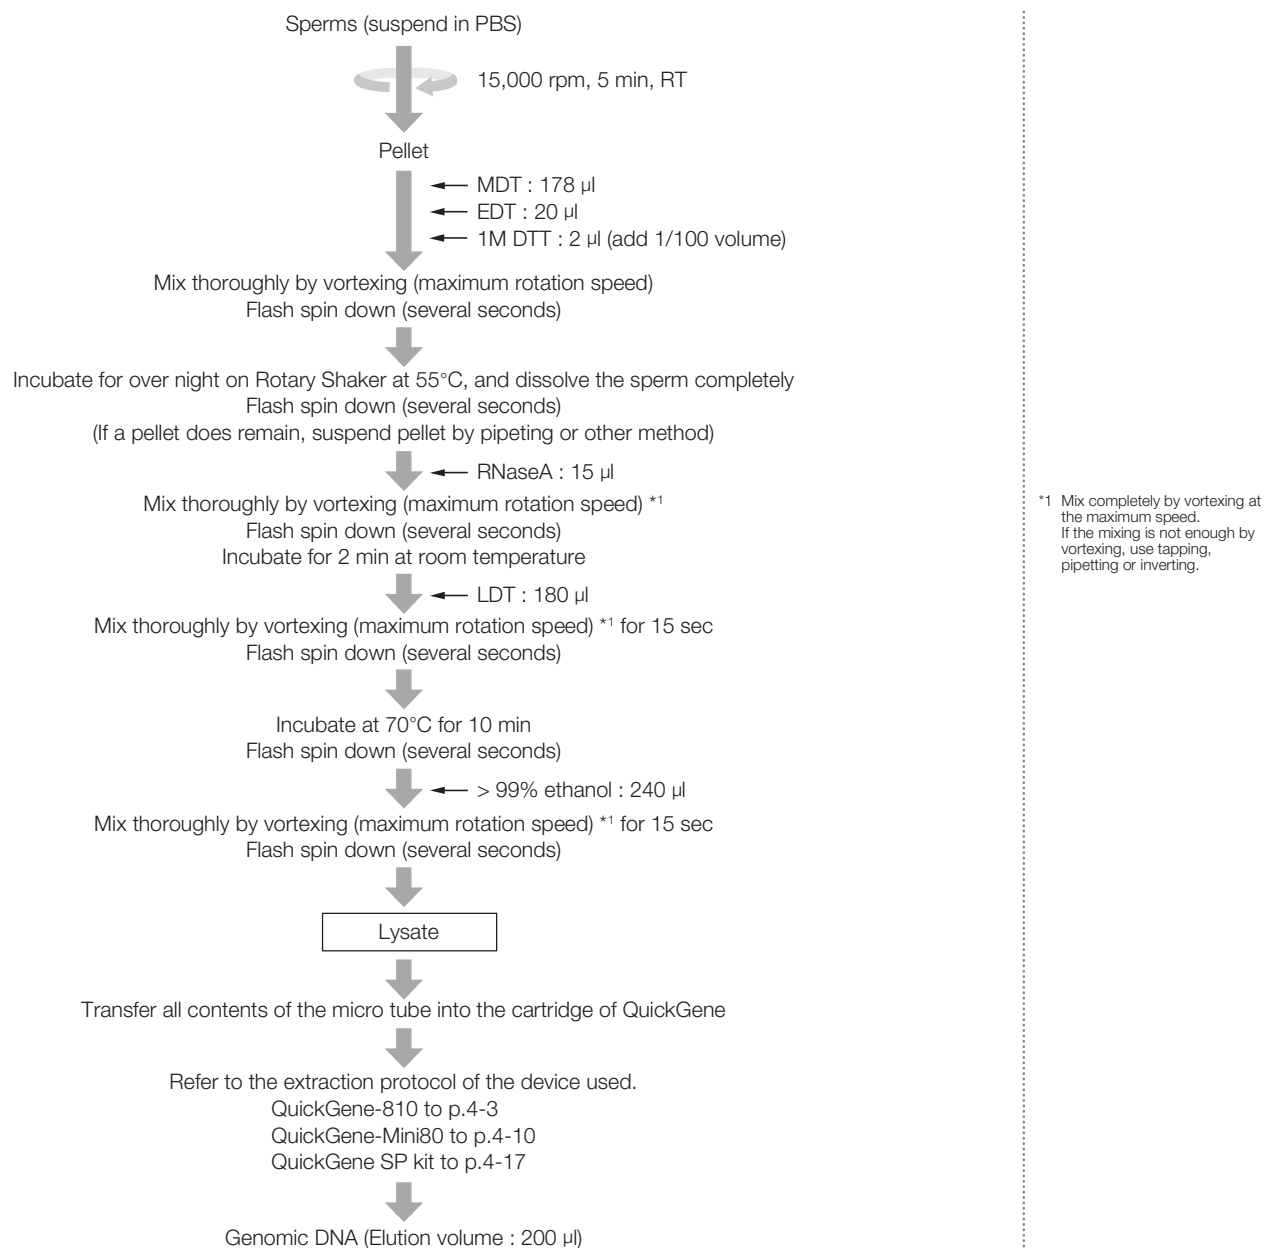 Sperms (suspend in PBS)
15,000 rpm, 5 min, RT
Pellet
MDT : 178 µl
EDT : 20 µl
1M DTT : 2 µl (add 1/100 volume)
Mix thoroughly by vortexing (maximum rotation speed)
Flash spin down (several seconds)
Incubate for over night on Rotary Shaker at 55°C, and dissolve the sperm completely
Flash spin down (several seconds)
(If a pellet does remain, suspend pellet by pipeting or other method)
RNaseA : 15 µl
Mix thoroughly by vortexing (maximum rotation speed) *1
Flash spin down (several seconds)
Incubate for 2 min at room temperature
LDT : 180 µl
Mix thoroughly by vortexing (maximum rotation speed) *1 for 15 sec
Flash spin down (several seconds)
Incubate at 70°C for 10 min
Flash spin down (several seconds)
> 99% ethanol : 240 µl
Mix thoroughly by vortexing (maximum rotation speed) *1 for 15 sec
Flash spin down (several seconds)
Lysate
Transfer all contents of the micro tube into the cartridge of QuickGene
Refer to the extraction protocol of the device used.
QuickGene-810 to p.4-3
QuickGene-Mini80 to p.4-10
QuickGene SP kit to p.4-17
Genomic DNA (Elution volume : 200 µl)
*1 Mix completely by vortexing at
the maximum speed.
If the mixing is not enough by
vortexing, use tapping,
pipetting or inverting.